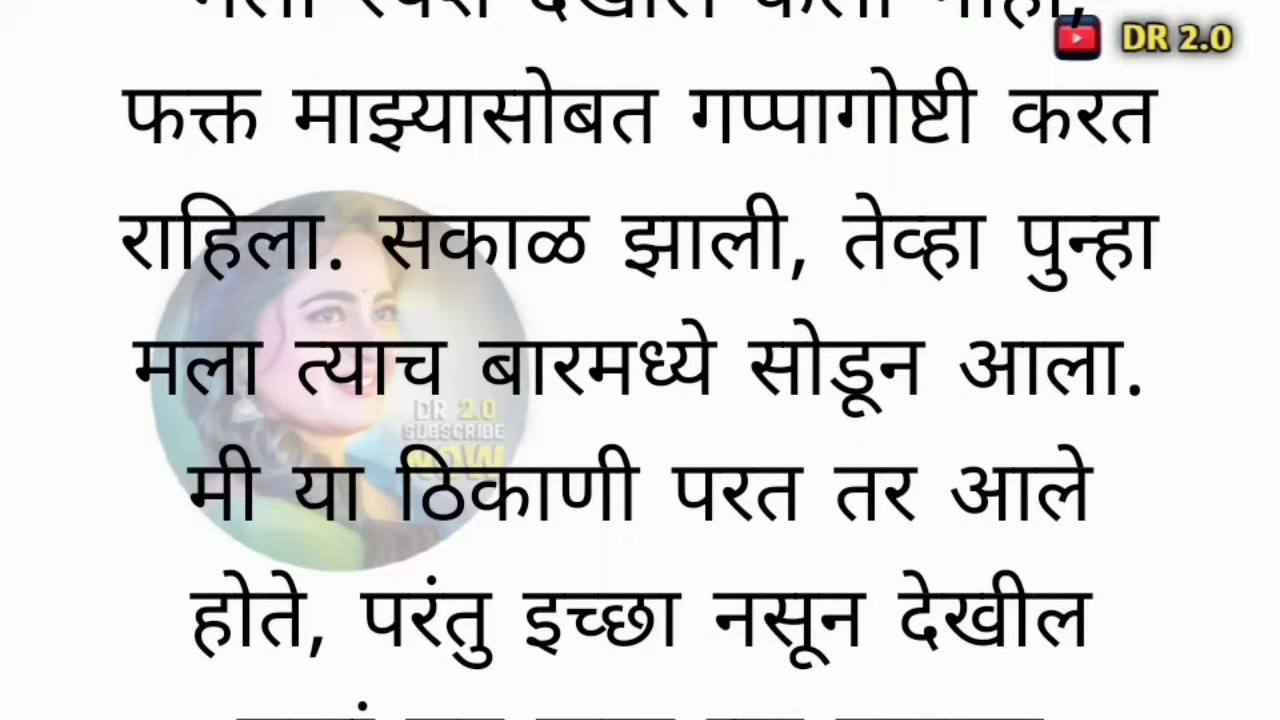 DR 2.0
फक्त माझ्यासोबत गप्पागोष्टी करत
राहिला. सकाळ झाली, तेव्हा पुन्हा
मला त्याच बारमध्ये सोडून आला.
DR 2.0
SUBSCRIBE
NOW
मी या ठिकाणी परत तर आले
होते, परंतु इच्छा नसून देखील